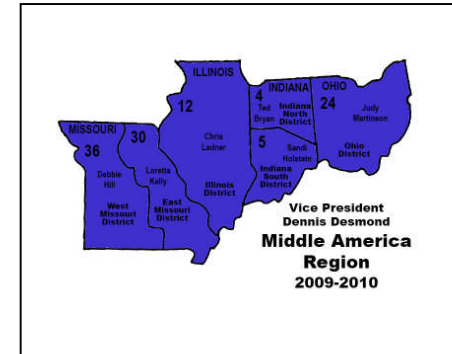 ILLINOIS
INDIANA
OHIO
MISSOURI
4
Ted
Bryan
Indiana
North
District
24
Judy
Martinson
Ohio
District
12
Chris
Ladner
Illinois
District
5
Sandi
Holstein
Indiana
South
District
36
Debbie
Hill
West
Missouri
District
30
Loretta
Kelly
East
Missouri
District
Vice President
Dennis Desmond
Middle America
Region
2009-2010